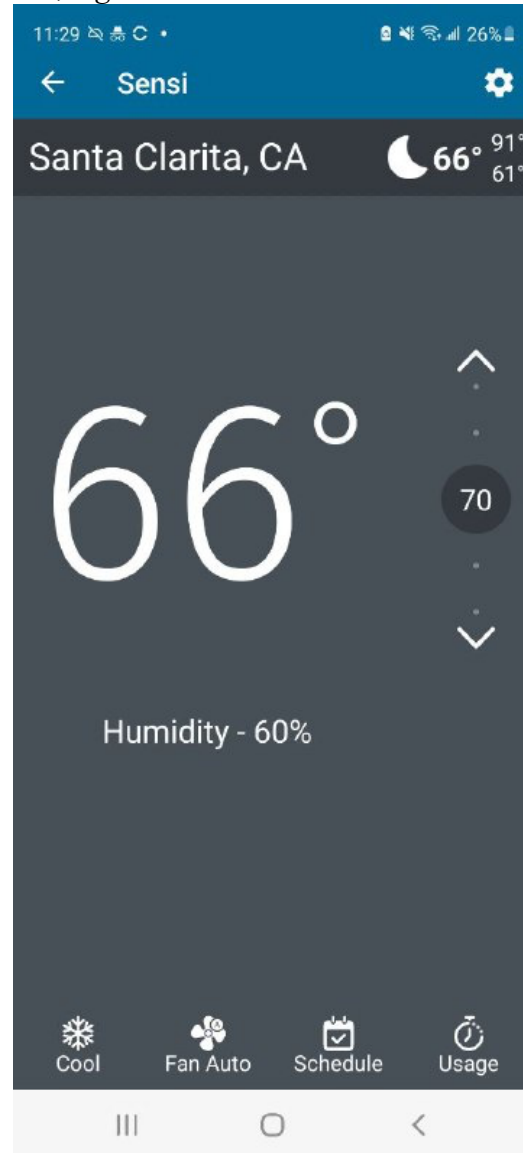 11:29 26%
Sensi
Santa Clarita, CA 66° 91°
61°
66°
70
Humidity - 60%
Cool Fan Auto Schedule Usage